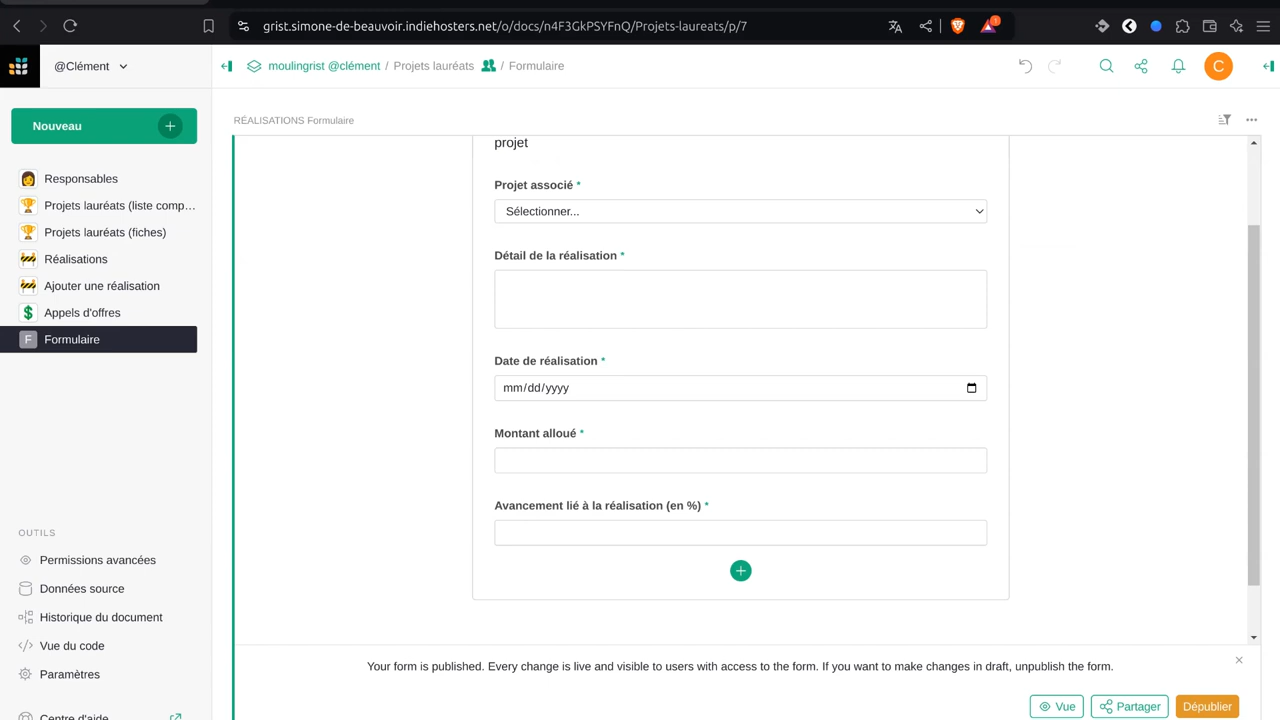 grist.simone-de-beauvoir.indiehosters.net/o/docs/n4F3GkPSYFnQ/Projets-laureats/p/7
1
@Clément
moulingrist @clément / Projets lauréats / Formulaire
C
Nouveau
RÉALISATIONS Formulaire
Responsables
Projets lauréats (liste comp...
Projets lauréats (fiches)
Réalisations
Ajouter une réalisation
Appels d'offres
F Formulaire
OUTILS
Permissions avancées
Données source
Historique du document
Vue du code
Paramètres
Centre d'aide
projet
Projet associé *
Sélectionner...
Détail de la réalisation *
Date de réalisation *
mm/dd/yyyy
Montant alloué *
Avancement lié à la réalisation (en %) *
Your form is published. Every change is live and visible to users with access to the form. If you want to make changes in draft, unpublish the form.
Vue
Partager
Dépublier